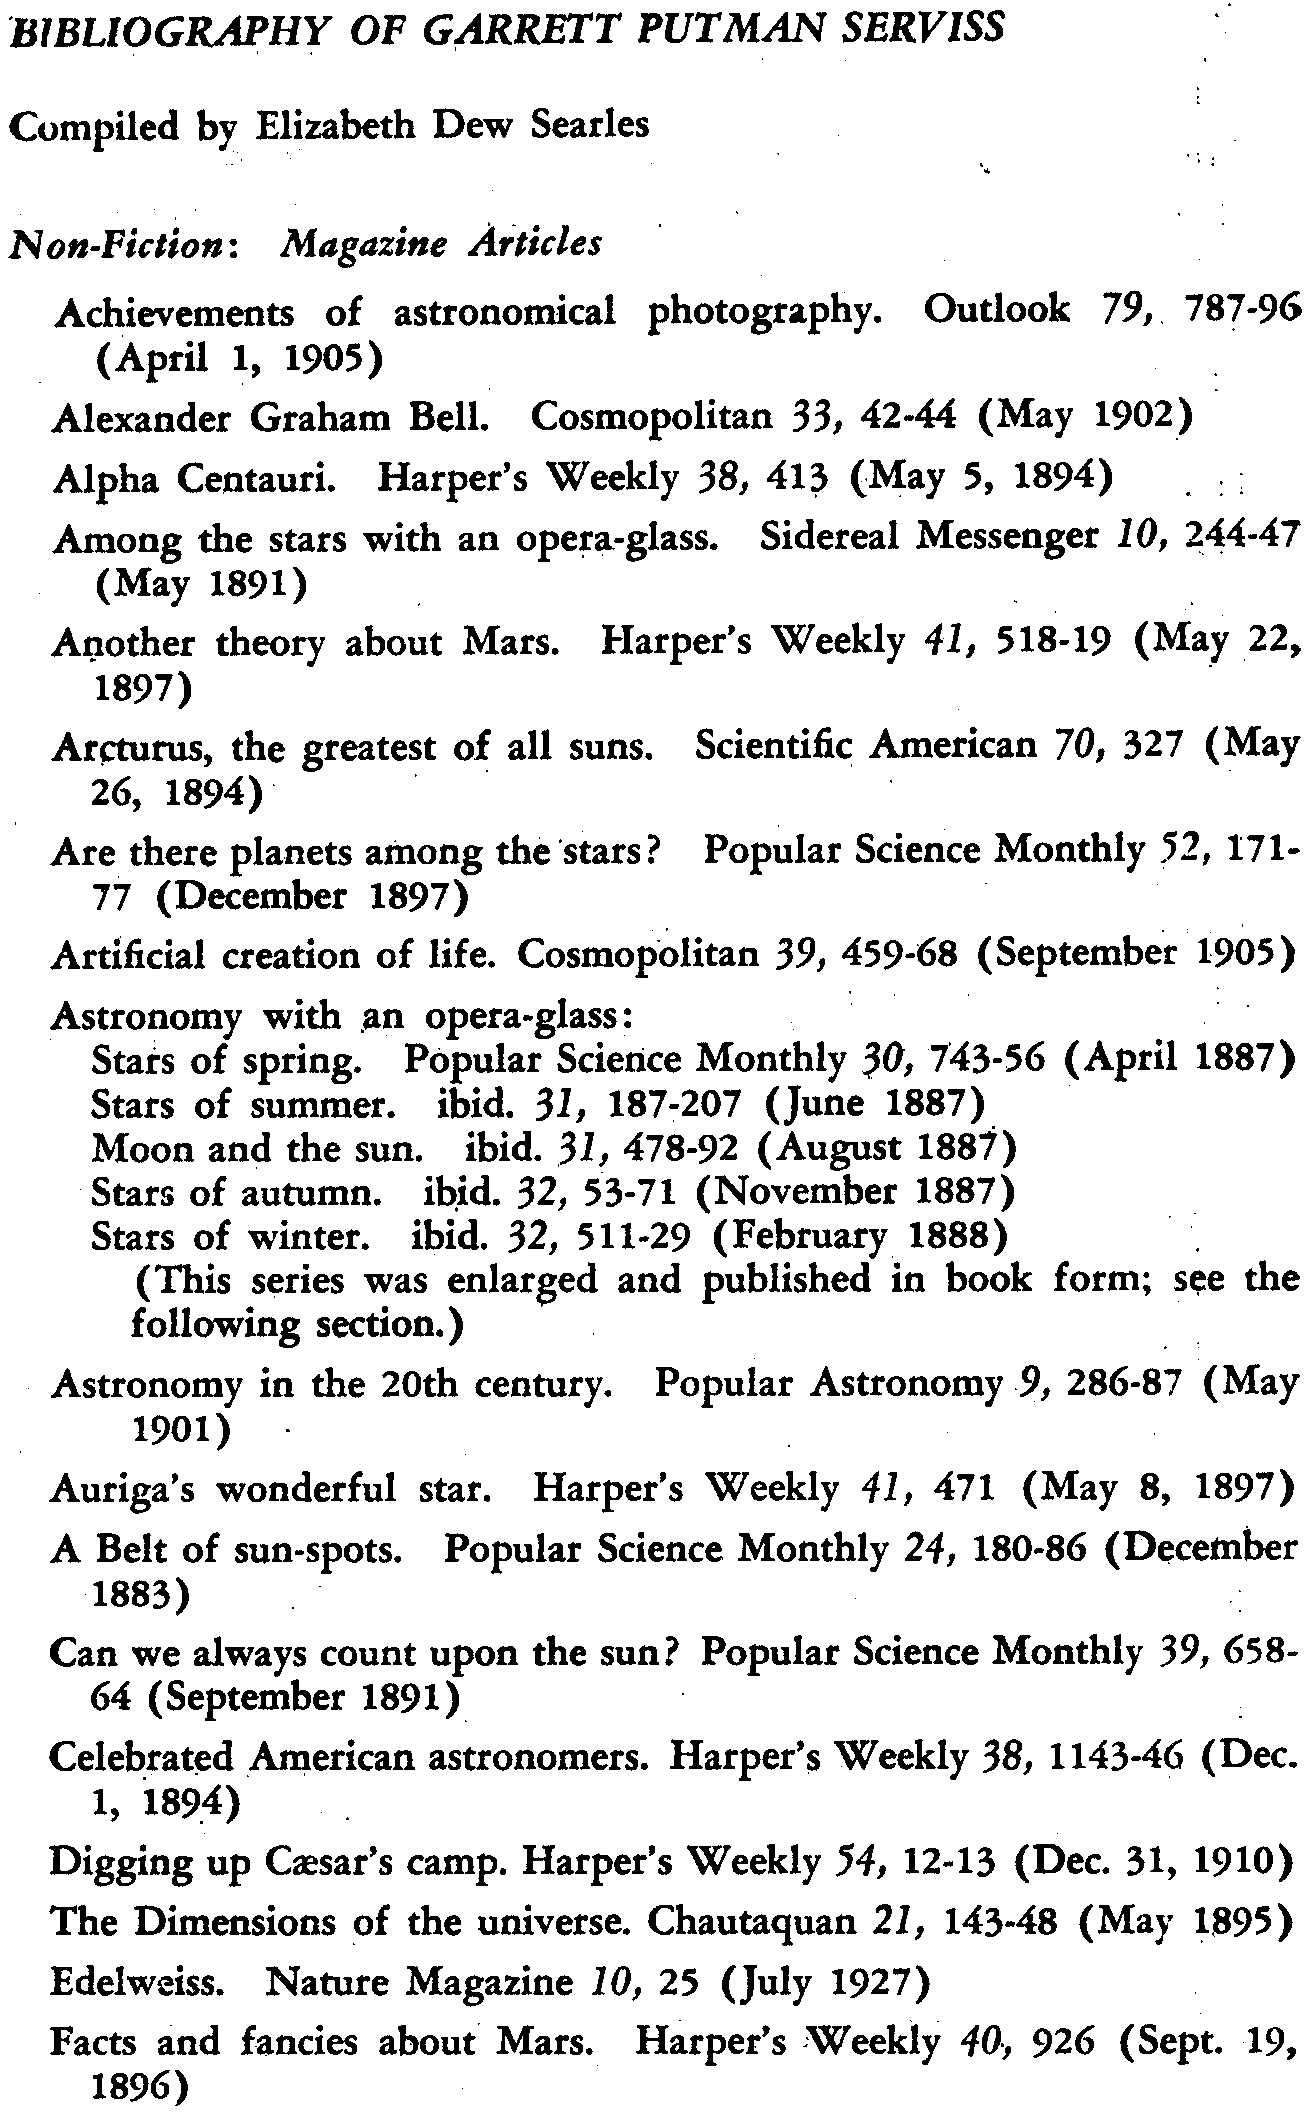 BIBLIOGRAPHY OF GARRETT PUTMAN SERVISS
Compiled by Elizabeth Dew Searles
Non-Fiction: Magazine Articles
Achievements of astronomical photography. Outlook 79, 787-96
(April 1, 1905)
Alexander Graham Bell. Cosmopolitan 33, 42-44 (May 1902)
Alpha Centauri. Harper's Weekly 38, 413 (May 5, 1894)
Among the stars with an opera-glass. Sidereal Messenger 10, 244-47
(May 1891)
Another theory about Mars. Harper's Weekly 41, 518-19 (May 22,
1897)
Arcturus, the greatest of all suns. Scientific American 70, 327 (May
26, 1894)
Are there planets among the stars? Popular Science Monthly 52, 171-
77 (December 1897)
Artificial creation of life. Cosmopolitan 39, 459-68 (September 1905)
Astronomy with an opera-glass:
Stars of spring. Popular Science Monthly 30, 743-56 (April 1887)
Stars of summer. ibid. 31, 187-207 (June 1887)
Moon and the sun. ibid. 31, 478-92 (August 1887)
Stars of autumn. ibid. 32, 53-71 (November 1887)
Stars of winter. ibid. 32, 511-29 (February 1888)
(This series was enlarged and published in book form; see the
following section.)
Astronomy in the 20th century. Popular Astronomy 9, 286-87 (May
1901)
Auriga's wonderful star. Harper's Weekly 41, 471 (May 8, 1897)
A Belt of sun-spots. Popular Science Monthly 24, 180-86 (December
1883)
Can we always count upon the sun? Popular Science Monthly 39, 658-
64 (September 1891)
Celebrated American astronomers. Harper's Weekly 38, 1143-46 (Dec.
1, 1894)
Digging up Cæsar's camp. Harper's Weekly 54, 12-13 (Dec. 31, 1910)
The Dimensions of the universe. Chautaquan 21, 143-48 (May 1895)
Edelweiss. Nature Magazine 10, 25 (July 1927)
Facts and fancies about Mars. Harper's Weekly 40, 926 (Sept. 19,
1896)